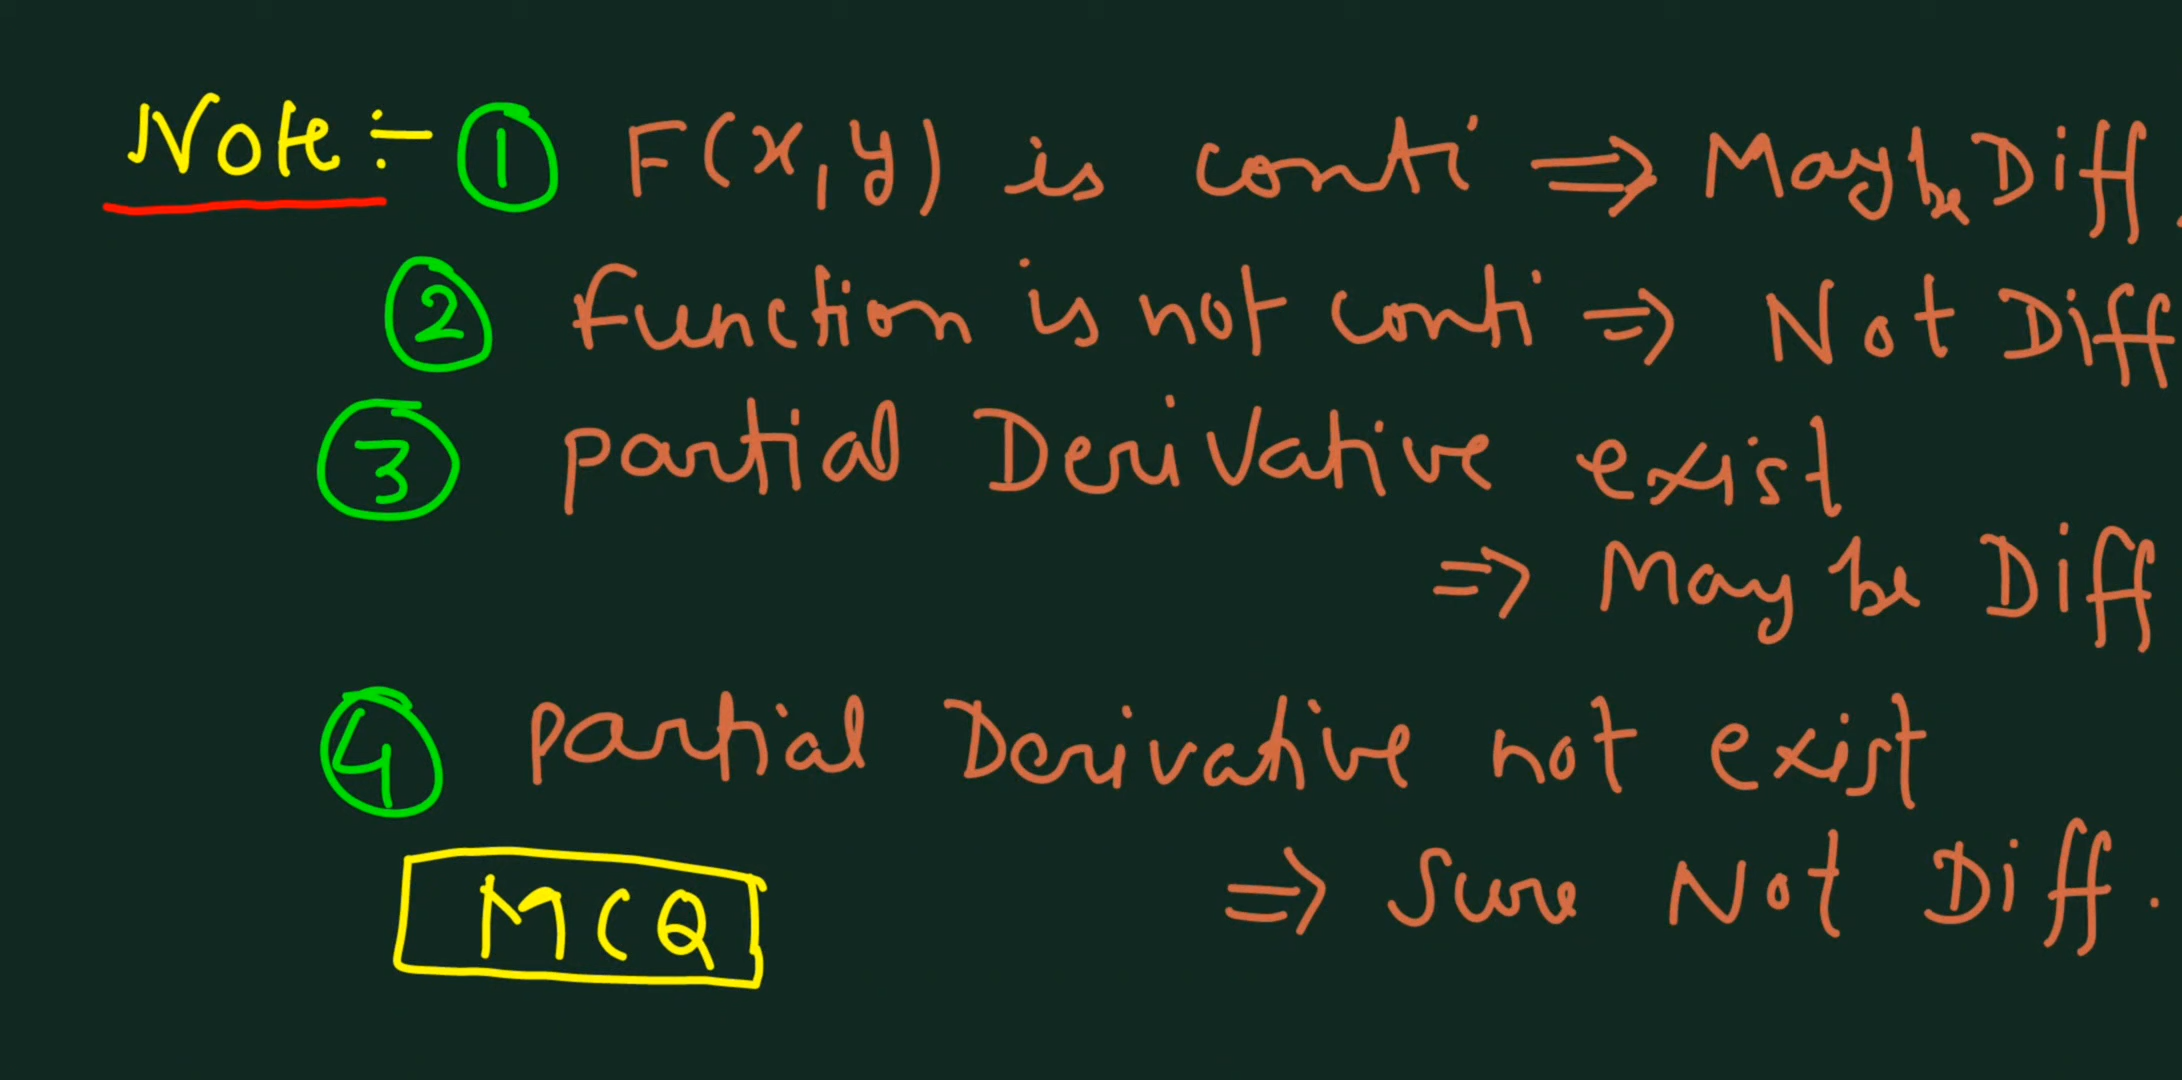 Note :- ① F(x,y) is conti ⇒ May be Diff.
② function is not conti ⇒ Not Diff
③ partial Derivative exist
⇒ May be Diff
④ partial Derivative not exist
⇒ Sure Not Diff.
MCQ